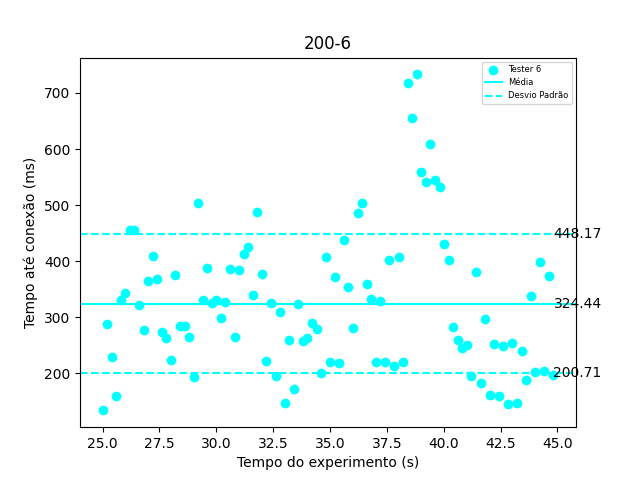 200-6
Tester 6
Média
Desvio Padrão
Tempo até conexão (ms)
700
600
500
400
300
200
448.17
324.44
200.71
25.0 27.5 30.0 32.5 35.0 37.5 40.0 42.5 45.0
Tempo do experimento (s)